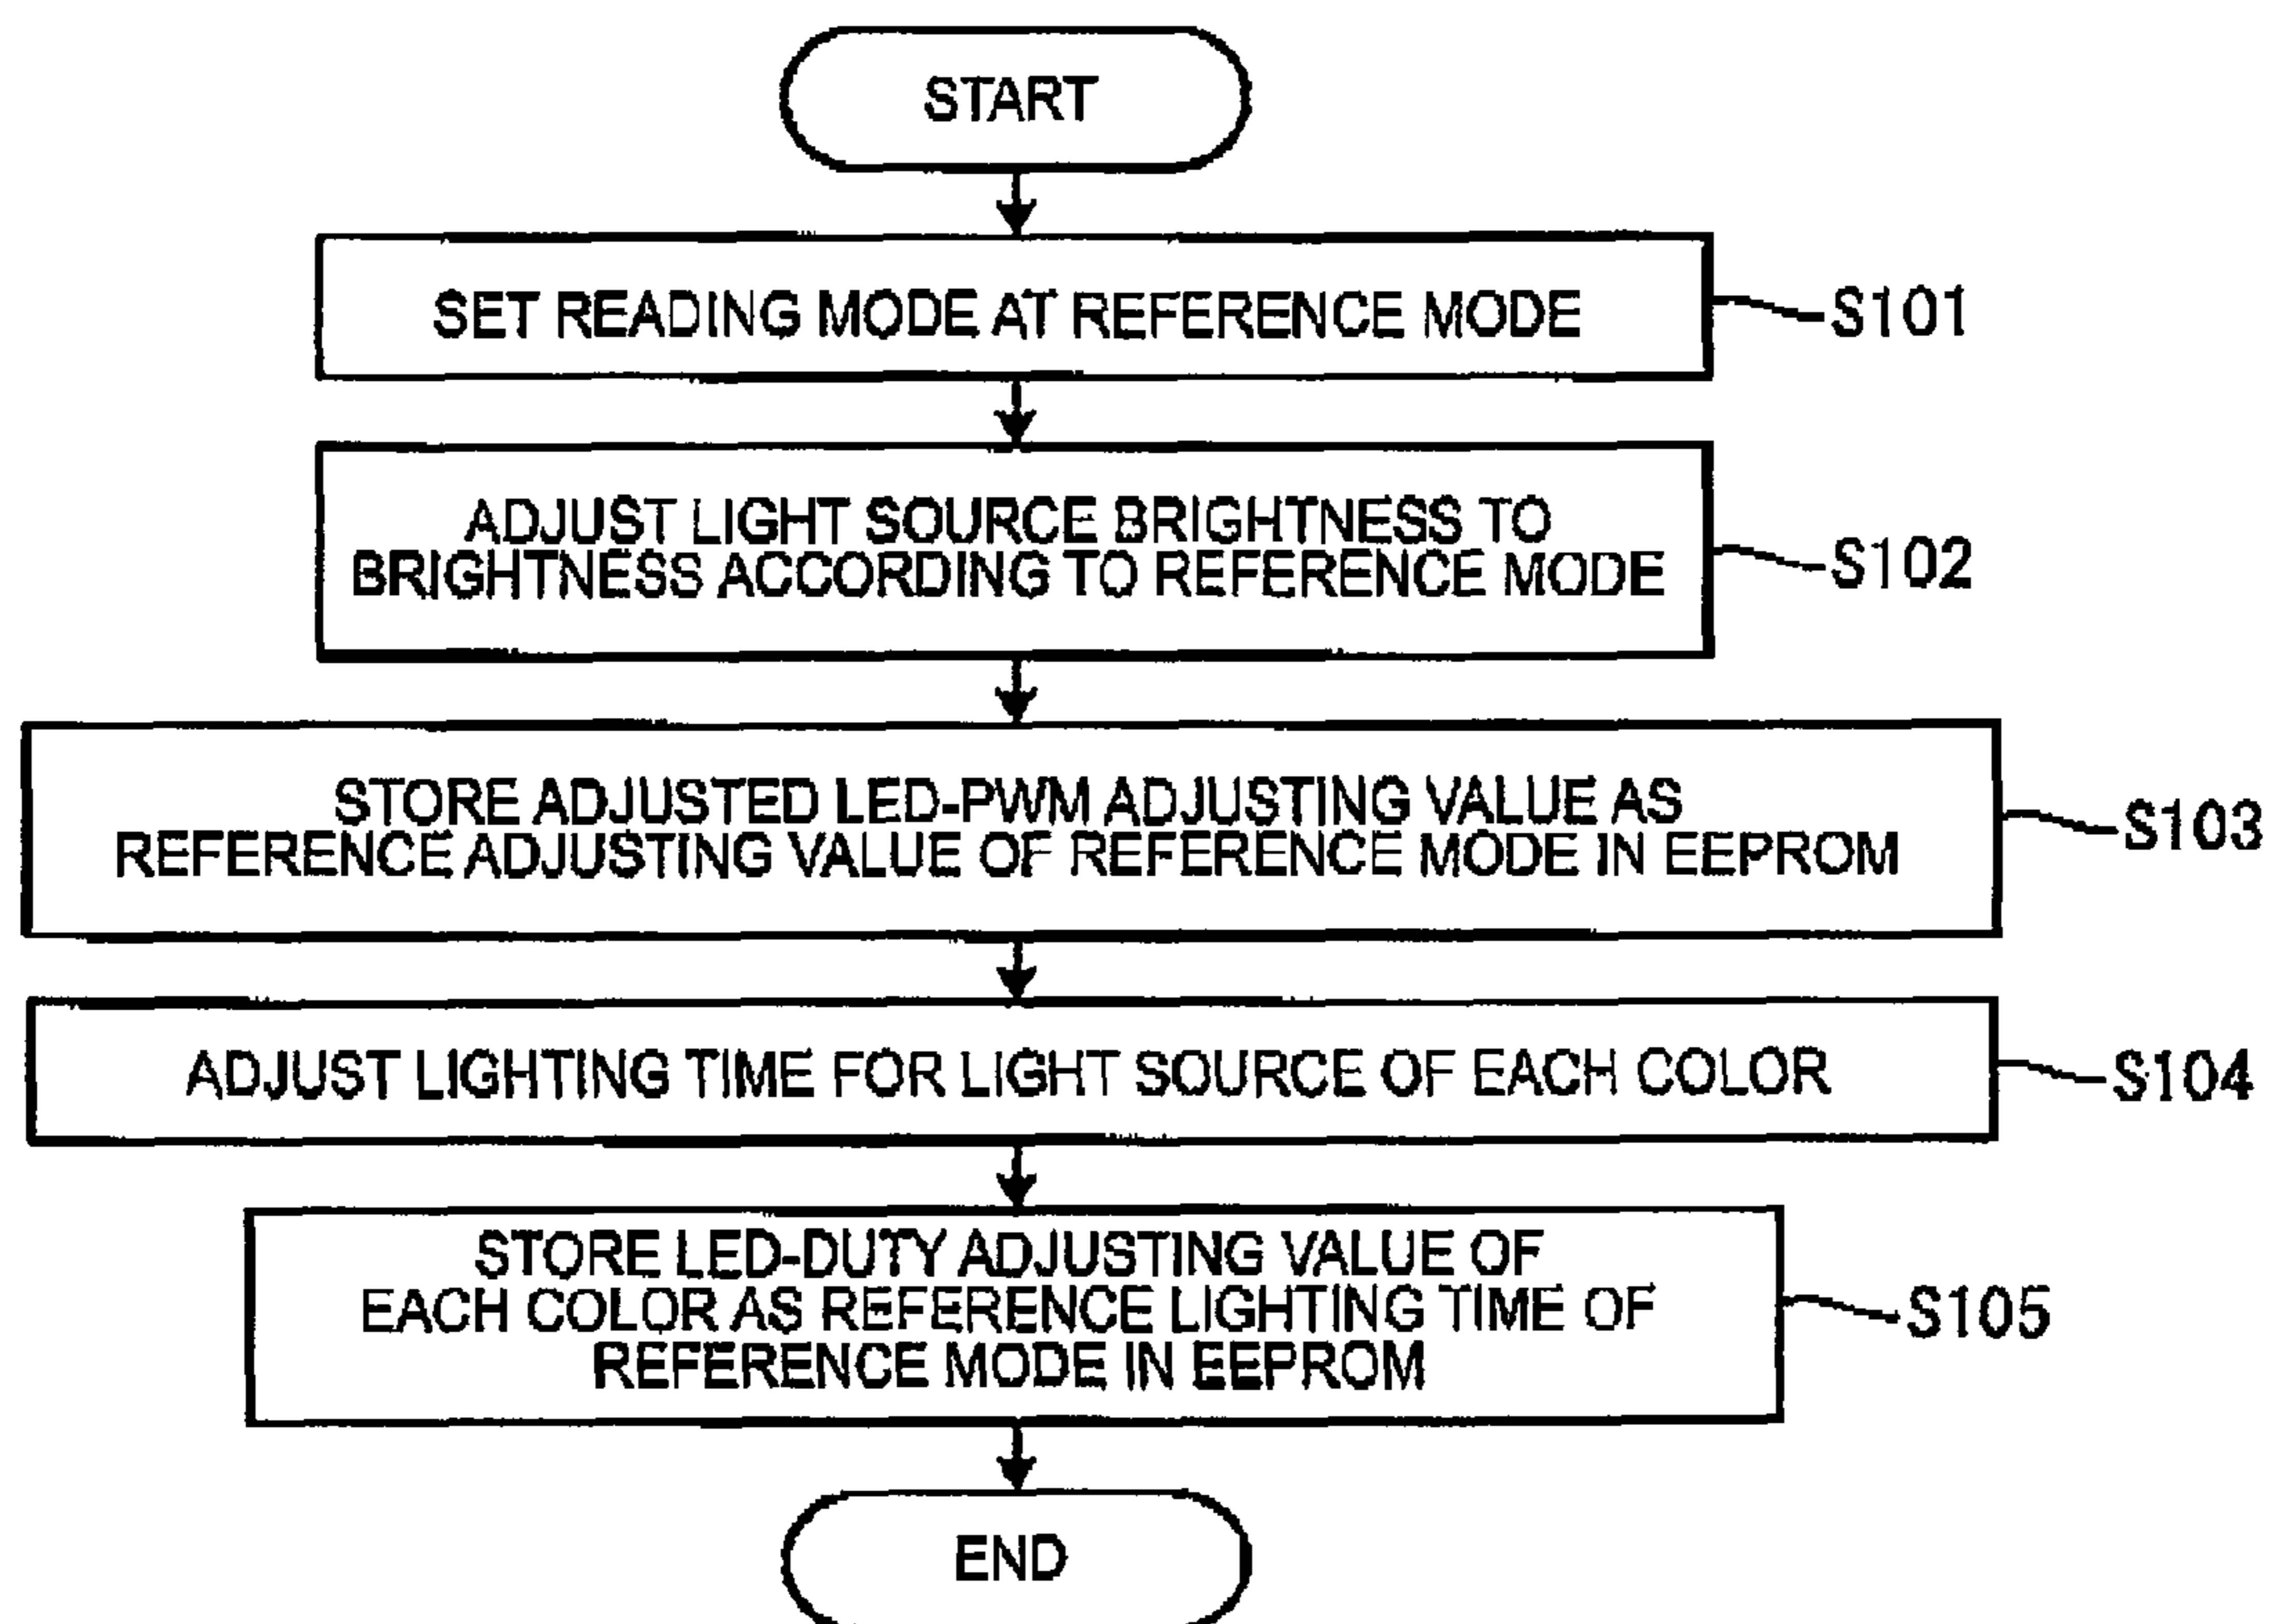 START
SET READING MODE AT REFERENCE MODE
S101
ADJUST LIGHT SOURCE BRIGHTNESS TO
BRIGHTNESS ACCORDING TO REFERENCE MODE
S102
STORE ADJUSTED LED-PWM ADJUSTING VALUE AS
REFERENCE ADJUSTING VALUE OF REFERENCE MODE IN EEPROM
S103
ADJUST LIGHTING TIME FOR LIGHT SOURCE OF EACH COLOR
S104
STORE LED-DUTY ADJUSTING VALUE OF
EACH COLOR AS REFERENCE LIGHTING TIME OF
REFERENCE MODE IN EEPROM
S105
END